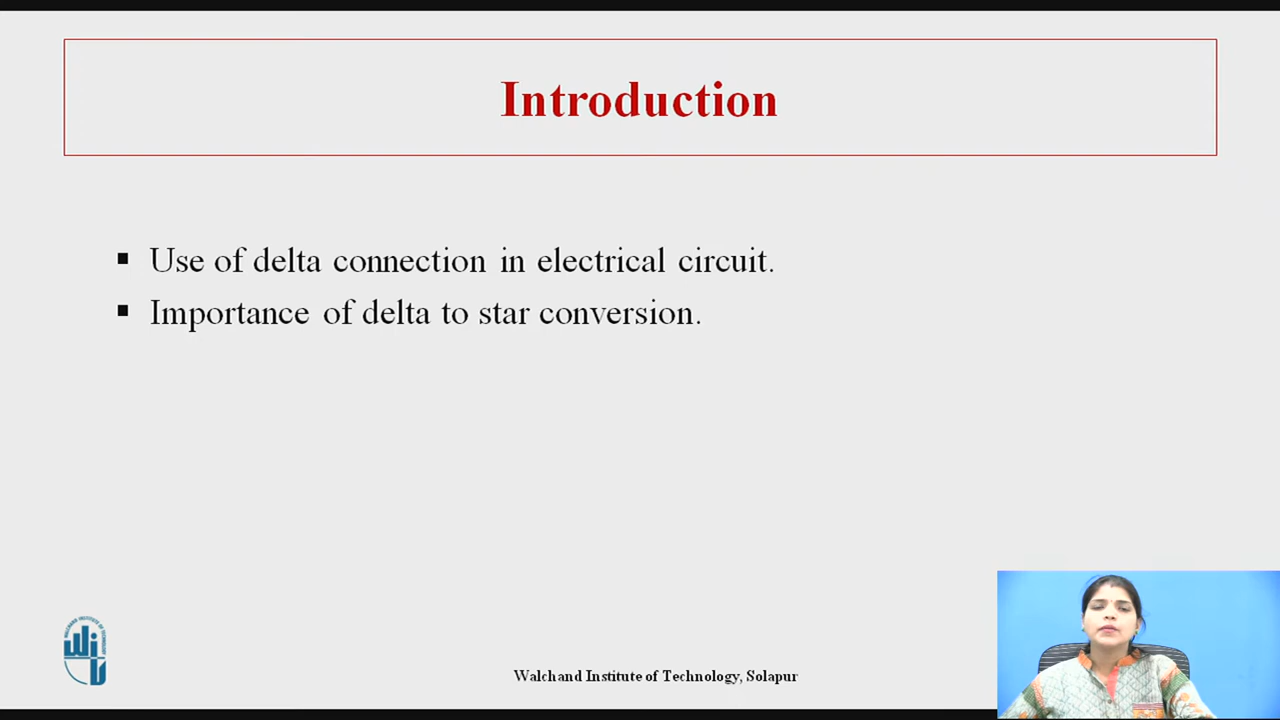 Introduction
Use of delta connection in electrical circuit.
Importance of delta to star conversion.
Walchand Institute of Technology, Solapur